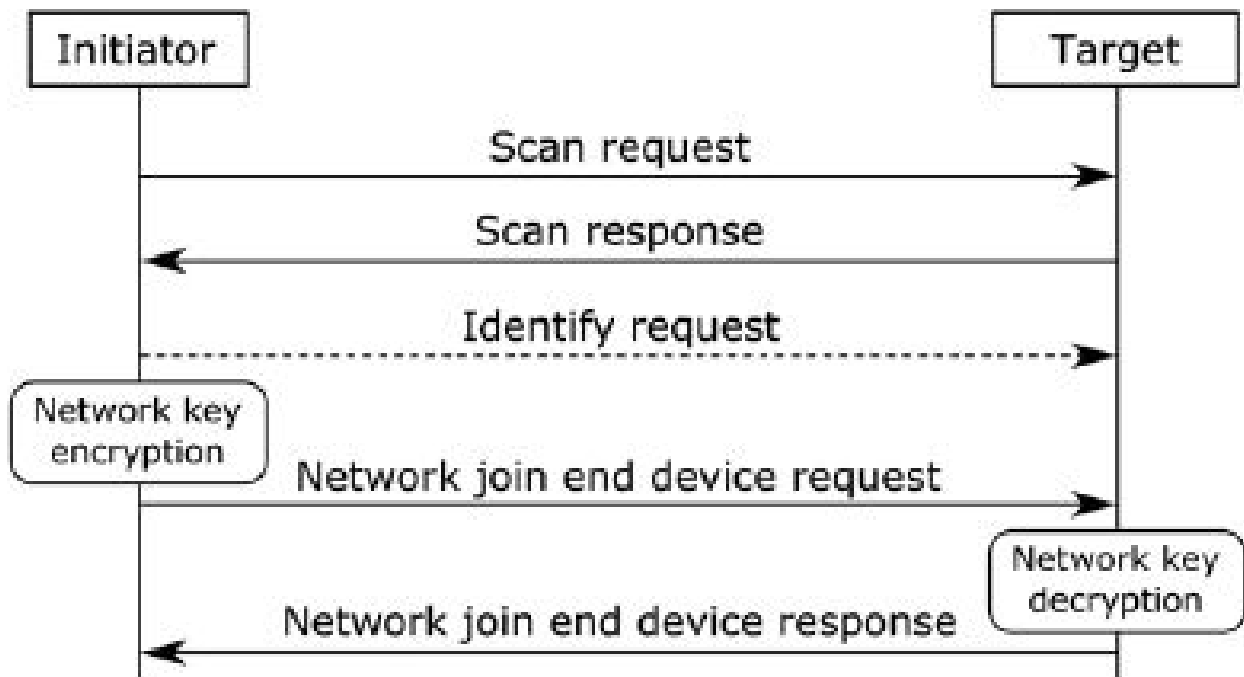 Initiator
Target
Scan request
Scan response
Identify request
Network key
encryption
Network join end device request
Network key
decryption
Network join end device response